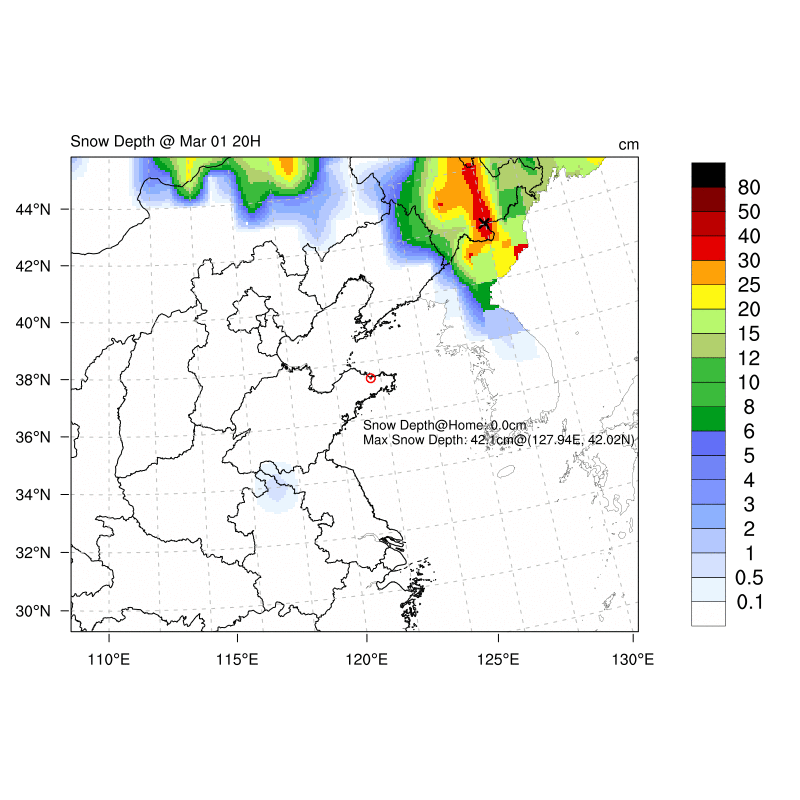 Snow Depth @ Mar 01 20H
cm
80
50
40
30
25
20
15
12
10
8
6
5
4
3
2
1
0.5
0.1
44°N
42°N
40°N
38°N
36°N
34°N
32°N
30°N
Snow Depth@Home: 0.0cm
Max Snow Depth: 42.1cm@(127.94E, 42.02N)
110°E
115°E
120°E
125°E
130°E